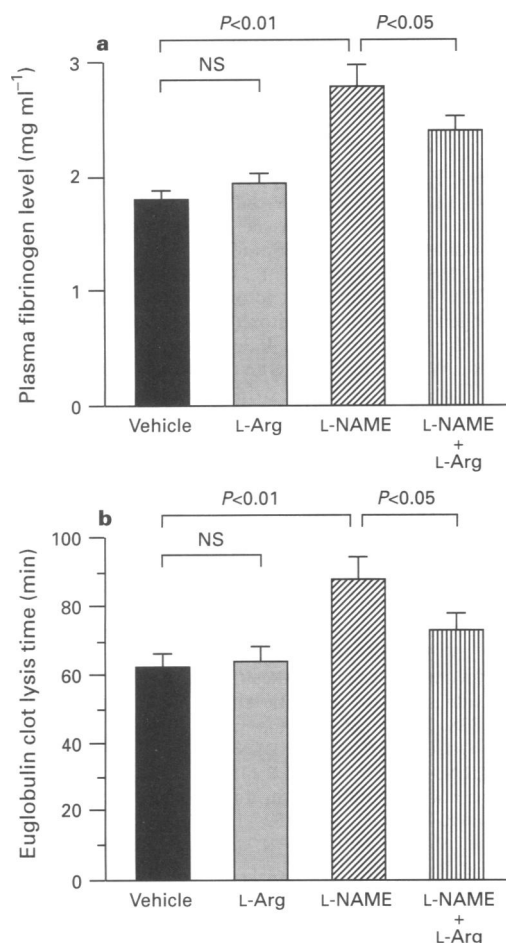 a
P<0.01
P<0.05
NS
Plasma fibrinogen level (mg ml⁻¹)
3
2
1
0
Vehicle
L-Arg
L-NAME
L-NAME
+
L-Arg
b
P<0.01
P<0.05
NS
Euglobulin clot lysis time (min)
100
80
60
40
20
0
Vehicle
L-Arg
L-NAME
L-NAME
+
L-Arg